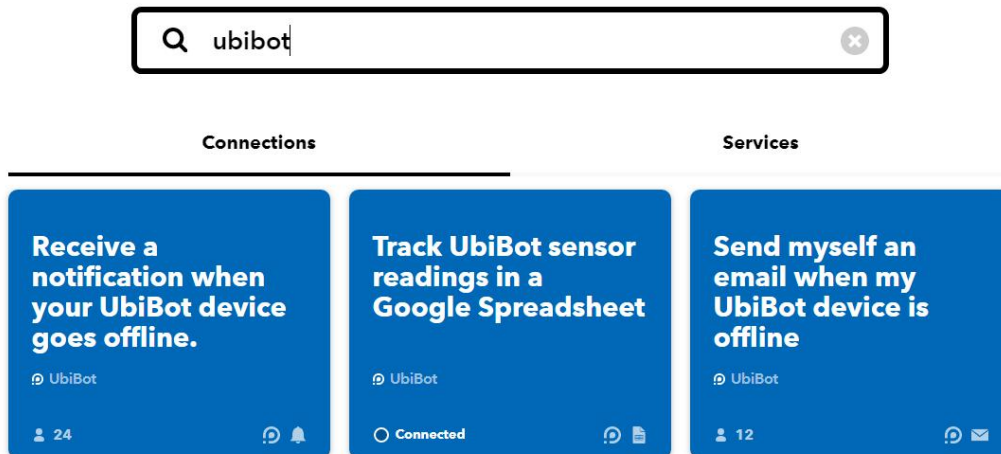 ubibot
Connections
Services
Receive a
notification when
your UbiBot device
goes offline.
UbiBot
24
Track UbiBot sensor
readings in a
Google Spreadsheet
UbiBot
Connected
Send myself an
email when my
UbiBot device is
offline
UbiBot
12